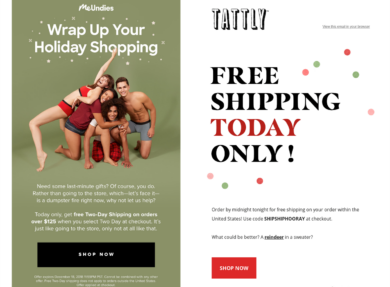 MeUndies
Wrap Up Your
Holiday Shopping
Need some last-minute gifts? Of course, you do.
Rather than going to the store, which—let's face it—
is a dumpster fire right now, why not let us help?
Today only, get free Two-Day Shipping on orders
over $125 when you select Two Day at checkout. It's
just like going to the store, only not at all like that.
SHOP NOW
TATTLY
View this email in your browser
FREE
SHIPPING
TODAY
ONLY!
Order by midnight tonight for free shipping on your order within the
United States! Use code SHIPSHIPHOORAY at checkout.
What could be better? A reindeer in a sweater?
SHOP NOW